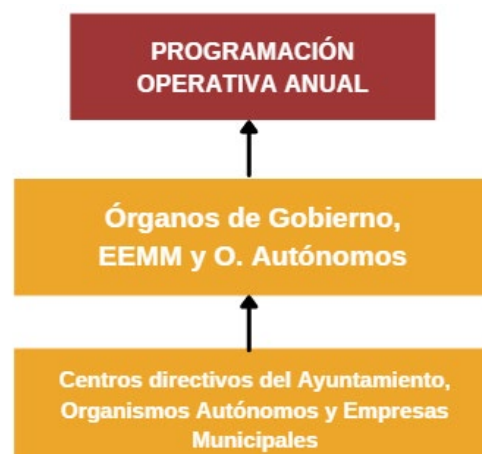 PROGRAMACIÓN
OPERATIVA ANUAL
Órganos de Gobierno,
EEMM y O. Autónomos
Centros directivos del Ayuntamiento,
Organismos Autónomos y Empresas
Municipales